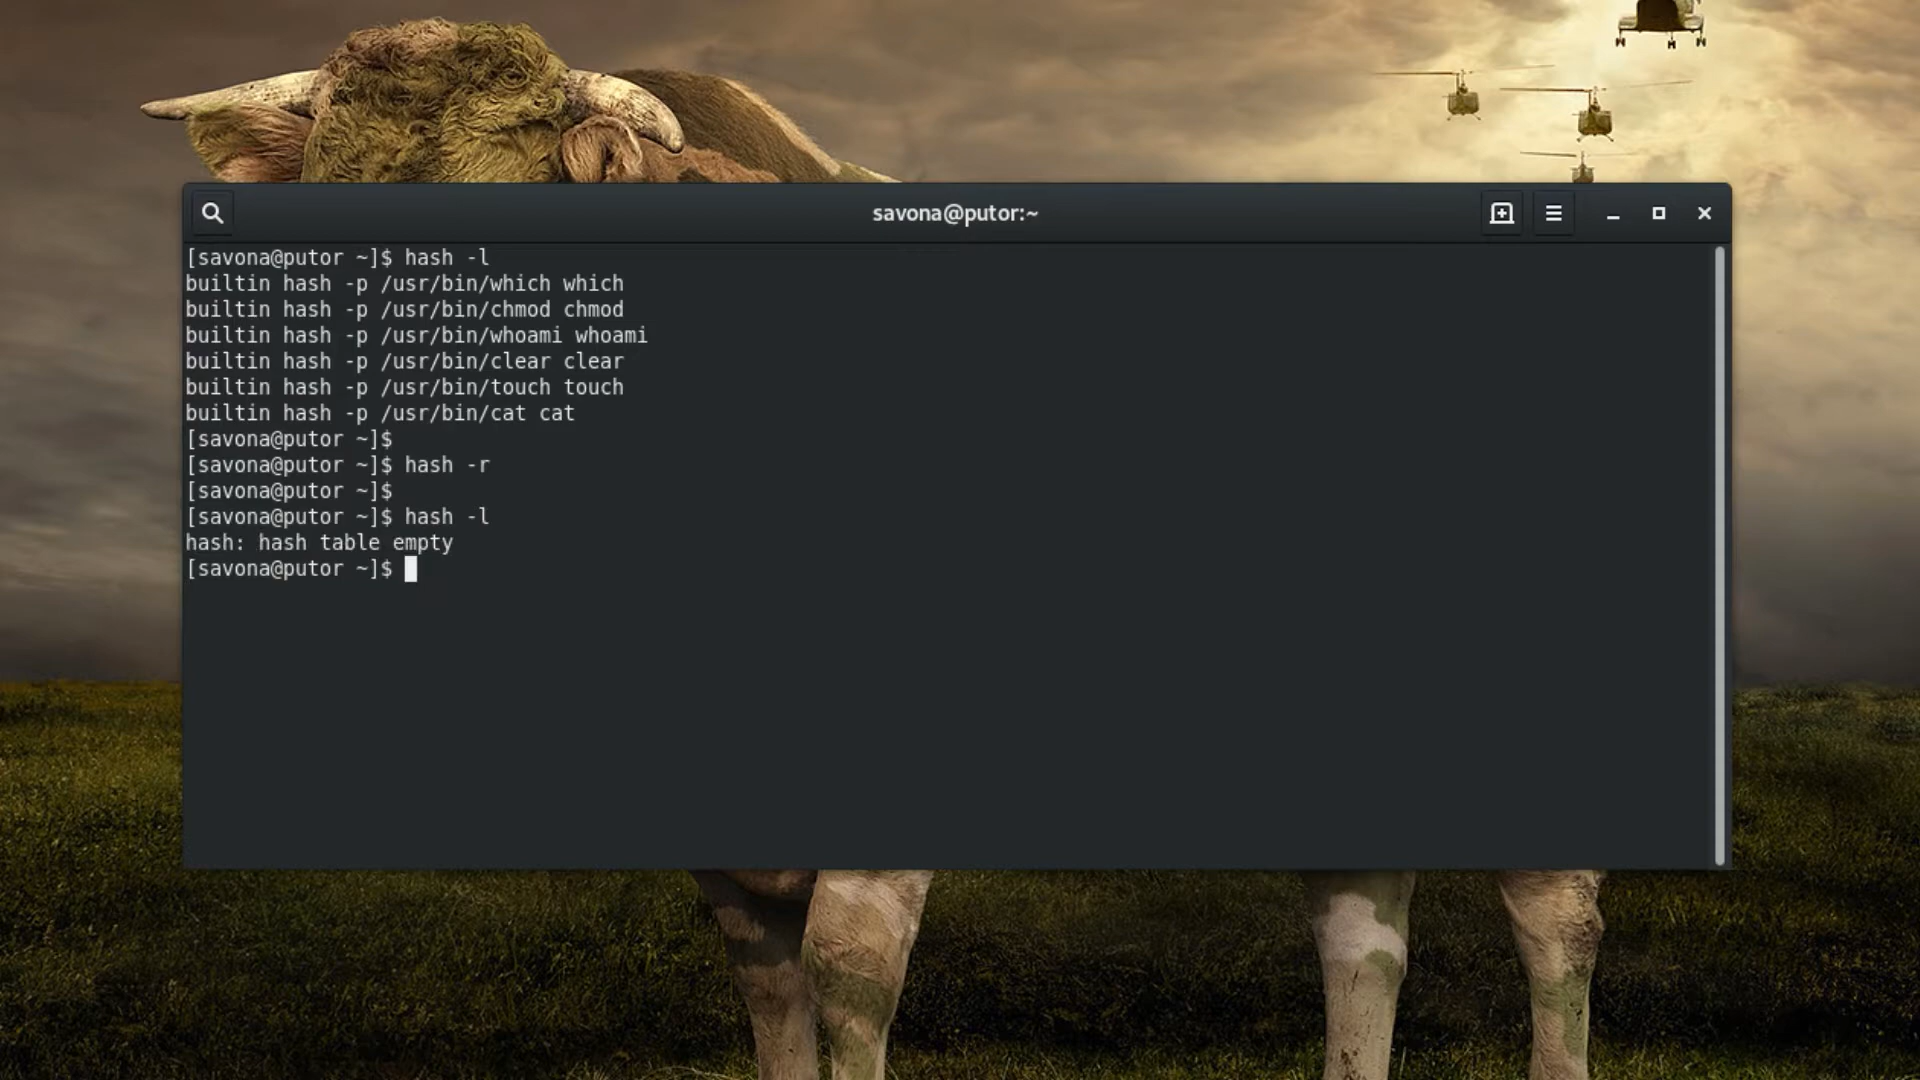 savona@putor:~
[savona@putor ~]$ hash -l
builtin hash -p /usr/bin/which which
builtin hash -p /usr/bin/chmod chmod
builtin hash -p /usr/bin/whoami whoami
builtin hash -p /usr/bin/clear clear
builtin hash -p /usr/bin/touch touch
builtin hash -p /usr/bin/cat cat
[savona@putor ~]$
[savona@putor ~]$ hash -r
[savona@putor ~]$
[savona@putor ~]$ hash -l
hash: hash table empty
[savona@putor ~]$